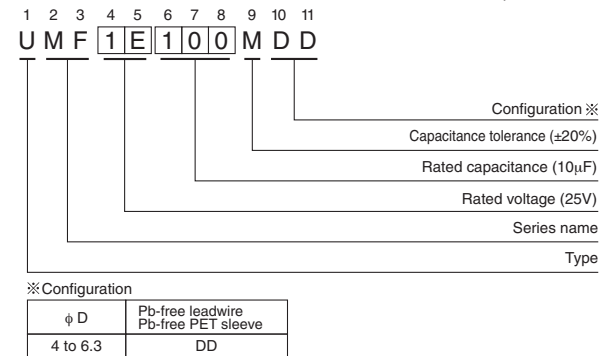 1 2 3 4 5 6 7 8 9 10 11
U M F 1 E 1 0 0 M D D
Configuration ※
Capacitance tolerance (±20%)
Rated capacitance (10μF)
Rated voltage (25V)
Series name
Type
※Configuration
ϕ D
Pb-free leadwire
Pb-free PET sleeve
4 to 6.3 DD